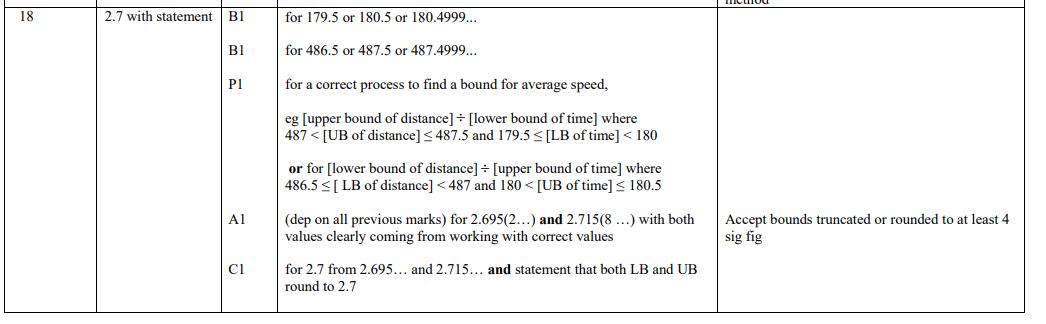 method
18 2.7 with statement B1 for 179.5 or 180.5 or 180.4999...
B1 for 486.5 or 487.5 or 487.4999...
P1 for a correct process to find a bound for average speed,
eg [upper bound of distance] ÷ [lower bound of time] where
487 < [UB of distance] ≤ 487.5 and 179.5 ≤ [LB of time] < 180
or for [lower bound of distance] ÷ [upper bound of time] where
486.5 ≤ [ LB of distance] < 487 and 180 < [UB of time] ≤ 180.5
A1 (dep on all previous marks) for 2.695(2...) and 2.715(8 ...) with both Accept bounds truncated or rounded to at least 4
values clearly coming from working with correct values sig fig
C1 for 2.7 from 2.695... and 2.715... and statement that both LB and UB
round to 2.7